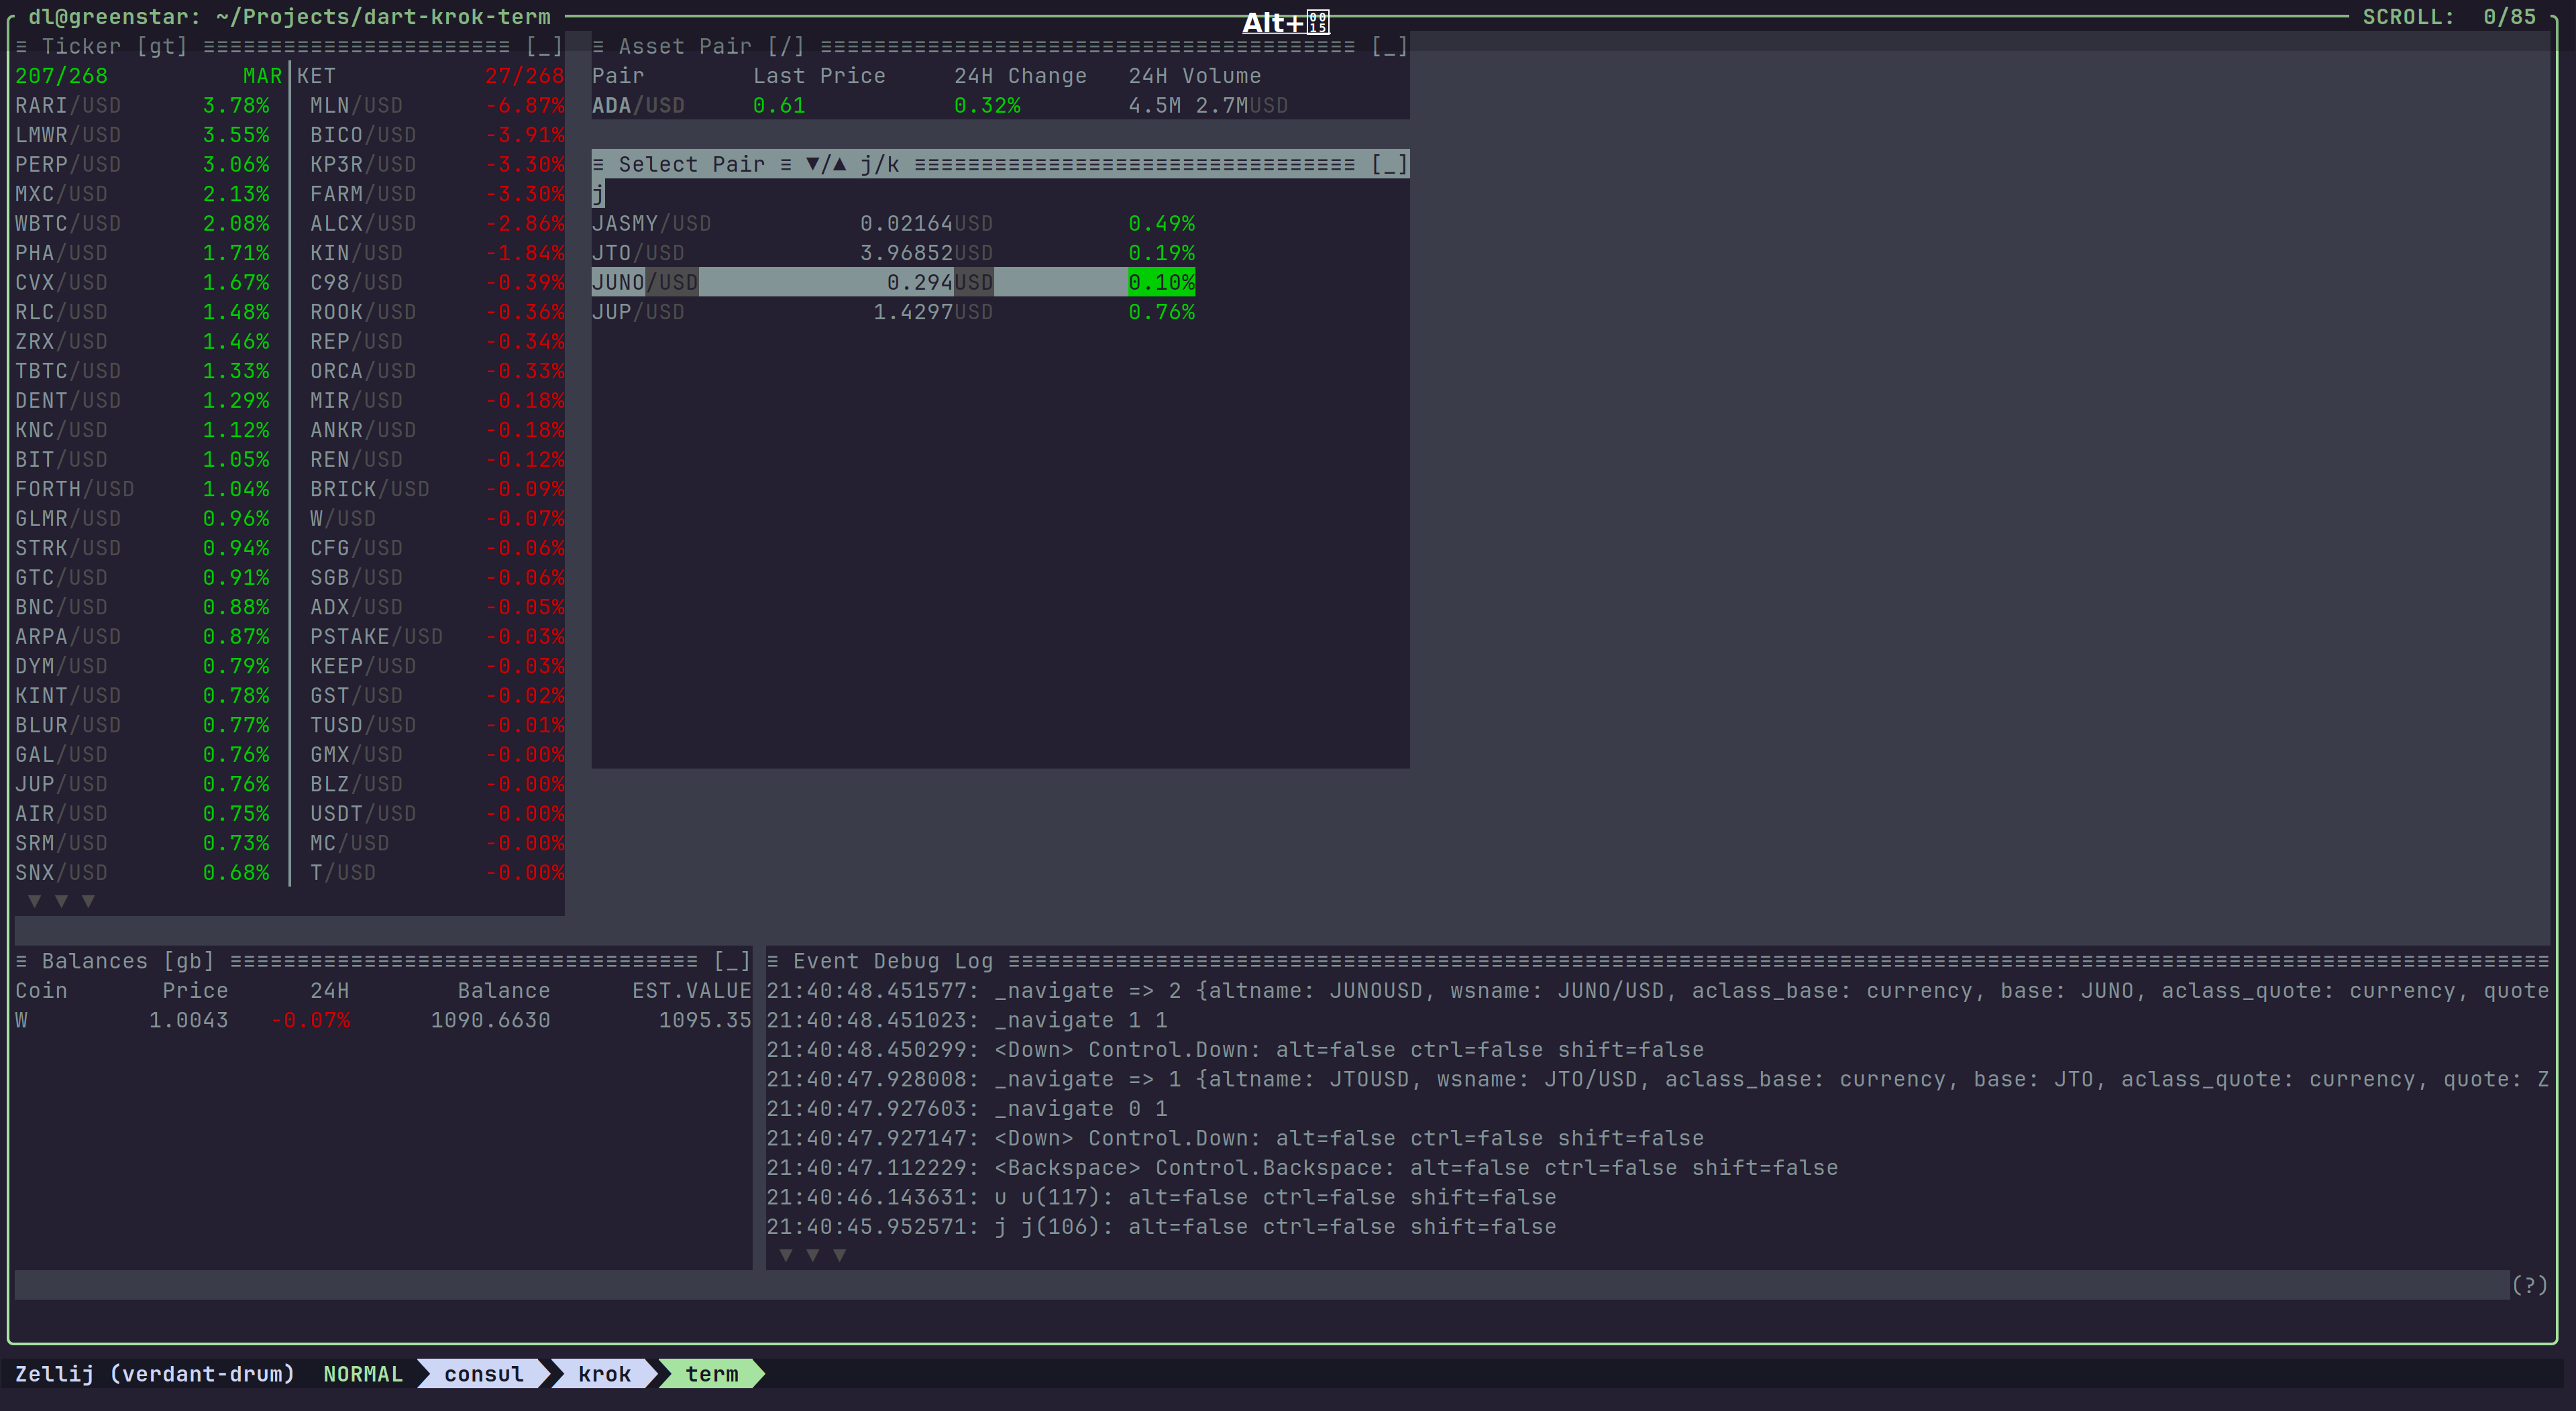 dl@greenstar: ~/Projects/dart-krok-term
Alt+
SCROLL: 0/85
≡ Ticker [gt] ≡≡≡≡≡≡≡≡≡≡≡≡≡≡≡≡≡≡≡≡≡≡≡ [_]
207/268 MAR│KET 27/268
RARI/USD 3.78% │ MLN/USD -6.87%
LMWR/USD 3.55% │ BICO/USD -3.91%
PERP/USD 3.06% │ KP3R/USD -3.30%
MXC/USD 2.13% │ FARM/USD -3.30%
WBTC/USD 2.08% │ ALCX/USD -2.86%
PHA/USD 1.71% │ KIN/USD -1.84%
CVX/USD 1.67% │ C98/USD -0.39%
RLC/USD 1.48% │ ROOK/USD -0.36%
ZRX/USD 1.46% │ REP/USD -0.34%
TBTC/USD 1.33% │ ORCA/USD -0.33%
DENT/USD 1.29% │ MIR/USD -0.18%
KNC/USD 1.12% │ ANKR/USD -0.18%
BIT/USD 1.05% │ REN/USD -0.12%
FORTH/USD 1.04% │ BRICK/USD -0.09%
GLMR/USD 0.96% │ W/USD -0.07%
STRK/USD 0.94% │ CFG/USD -0.06%
GTC/USD 0.91% │ SGB/USD -0.06%
BNC/USD 0.88% │ ADX/USD -0.05%
ARPA/USD 0.87% │ PSTAKE/USD -0.03%
DYM/USD 0.79% │ KEEP/USD -0.03%
KINT/USD 0.78% │ GST/USD -0.02%
BLUR/USD 0.77% │ TUSD/USD -0.01%
GAL/USD 0.76% │ GMX/USD -0.00%
JUP/USD 0.76% │ BLZ/USD -0.00%
AIR/USD 0.75% │ USDT/USD -0.00%
SRM/USD 0.73% │ MC/USD -0.00%
SNX/USD 0.68% │ T/USD -0.00%
▼ ▼ ▼
≡ Asset Pair [/] ≡≡≡≡≡≡≡≡≡≡≡≡≡≡≡≡≡≡≡≡≡≡≡≡≡≡≡≡≡≡≡≡≡≡≡≡≡≡≡≡ [_]
Pair Last Price 24H Change 24H Volume
ADA/USD 0.61 0.32% 4.5M 2.7MUSD
≡ Select Pair ≡ ▼/▲ j/k ≡≡≡≡≡≡≡≡≡≡≡≡≡≡≡≡≡≡≡≡≡≡≡≡≡≡≡≡≡≡≡≡≡ [_]
j
JASMY/USD 0.02164USD 0.49%
JTO/USD 3.96852USD 0.19%
JUNO/USD 0.294USD 0.10%
JUP/USD 1.4297USD 0.76%
≡ Balances [gb] ≡≡≡≡≡≡≡≡≡≡≡≡≡≡≡≡≡≡≡≡≡≡≡≡≡≡≡≡≡≡≡≡≡≡≡ [_]
Coin Price 24H Balance EST.VALUE
W 1.0043 -0.07% 1090.6630 1095.35
≡ Event Debug Log ≡≡≡≡≡≡≡≡≡≡≡≡≡≡≡≡≡≡≡≡≡≡≡≡≡≡≡≡≡≡≡≡≡≡≡≡≡≡≡≡≡≡≡≡≡≡≡≡≡≡≡≡≡≡≡≡≡≡≡≡≡≡≡≡≡≡≡≡≡≡≡≡≡≡≡≡≡≡≡≡≡≡≡≡≡≡≡≡≡≡≡≡≡≡≡≡≡≡≡≡≡≡≡≡≡≡≡≡≡≡≡≡≡≡≡
21:40:48.451577: _navigate => 2 {altname: JUNOUSD, wsname: JUNO/USD, aclass_base: currency, base: JUNO, aclass_quote: currency, quote
21:40:48.451023: _navigate 1 1
21:40:48.450299: <Down> Control.Down: alt=false ctrl=false shift=false
21:40:47.928008: _navigate => 1 {altname: JTOUSD, wsname: JTO/USD, aclass_base: currency, base: JTO, aclass_quote: currency, quote: Z
21:40:47.927603: _navigate 0 1
21:40:47.927147: <Down> Control.Down: alt=false ctrl=false shift=false
21:40:47.112229: <Backspace> Control.Backspace: alt=false ctrl=false shift=false
21:40:46.143631: u u(117): alt=false ctrl=false shift=false
21:40:45.952571: j j(106): alt=false ctrl=false shift=false
▼ ▼ ▼
(?)
Zellij (verdant-drum) NORMAL consul krok term